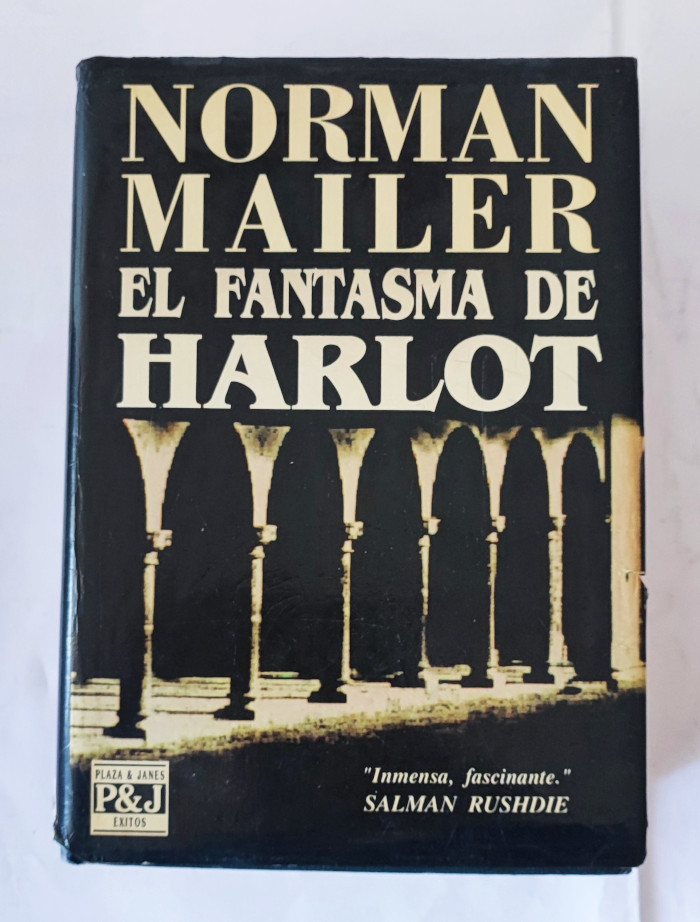 NORMAN
MAILER
EL FANTASMA DE
HARLOT
"Inmensa, fascinante."
SALMAN RUSHDIE
PLAZA & JANES
P&J
EXITOS